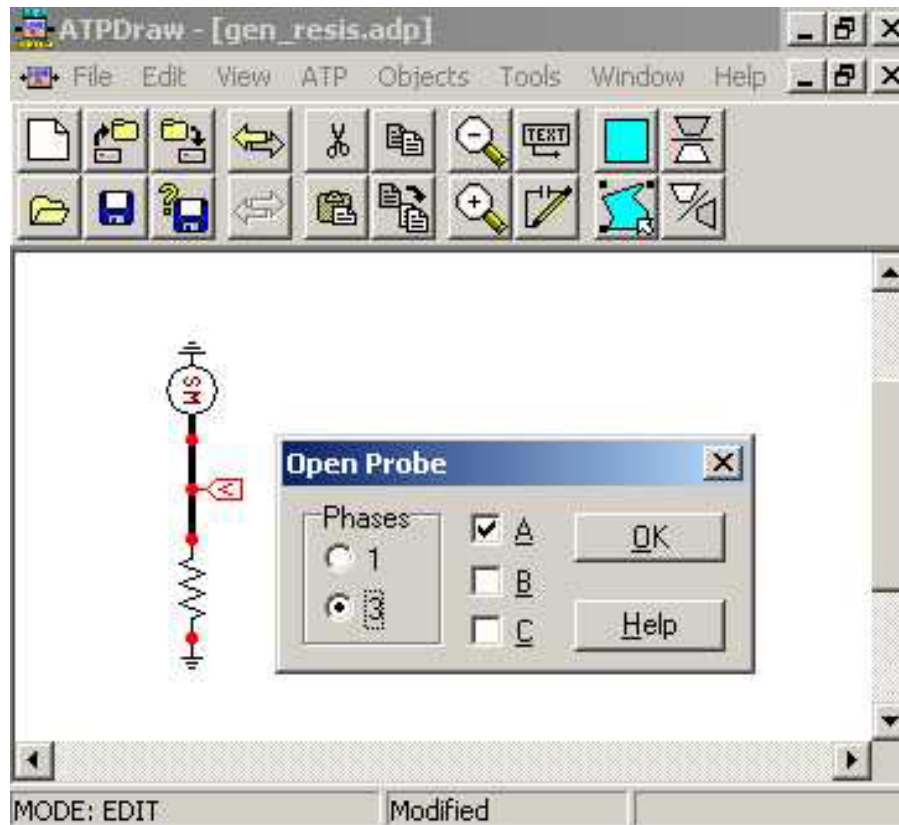 ATPDraw - [gen_resis.adp]
File Edit View ATP Objects Tools Window Help
TEXT
SM
V
Open Probe
Phases
1
3
A
B
C
OK
Help
MODE: EDIT
Modified